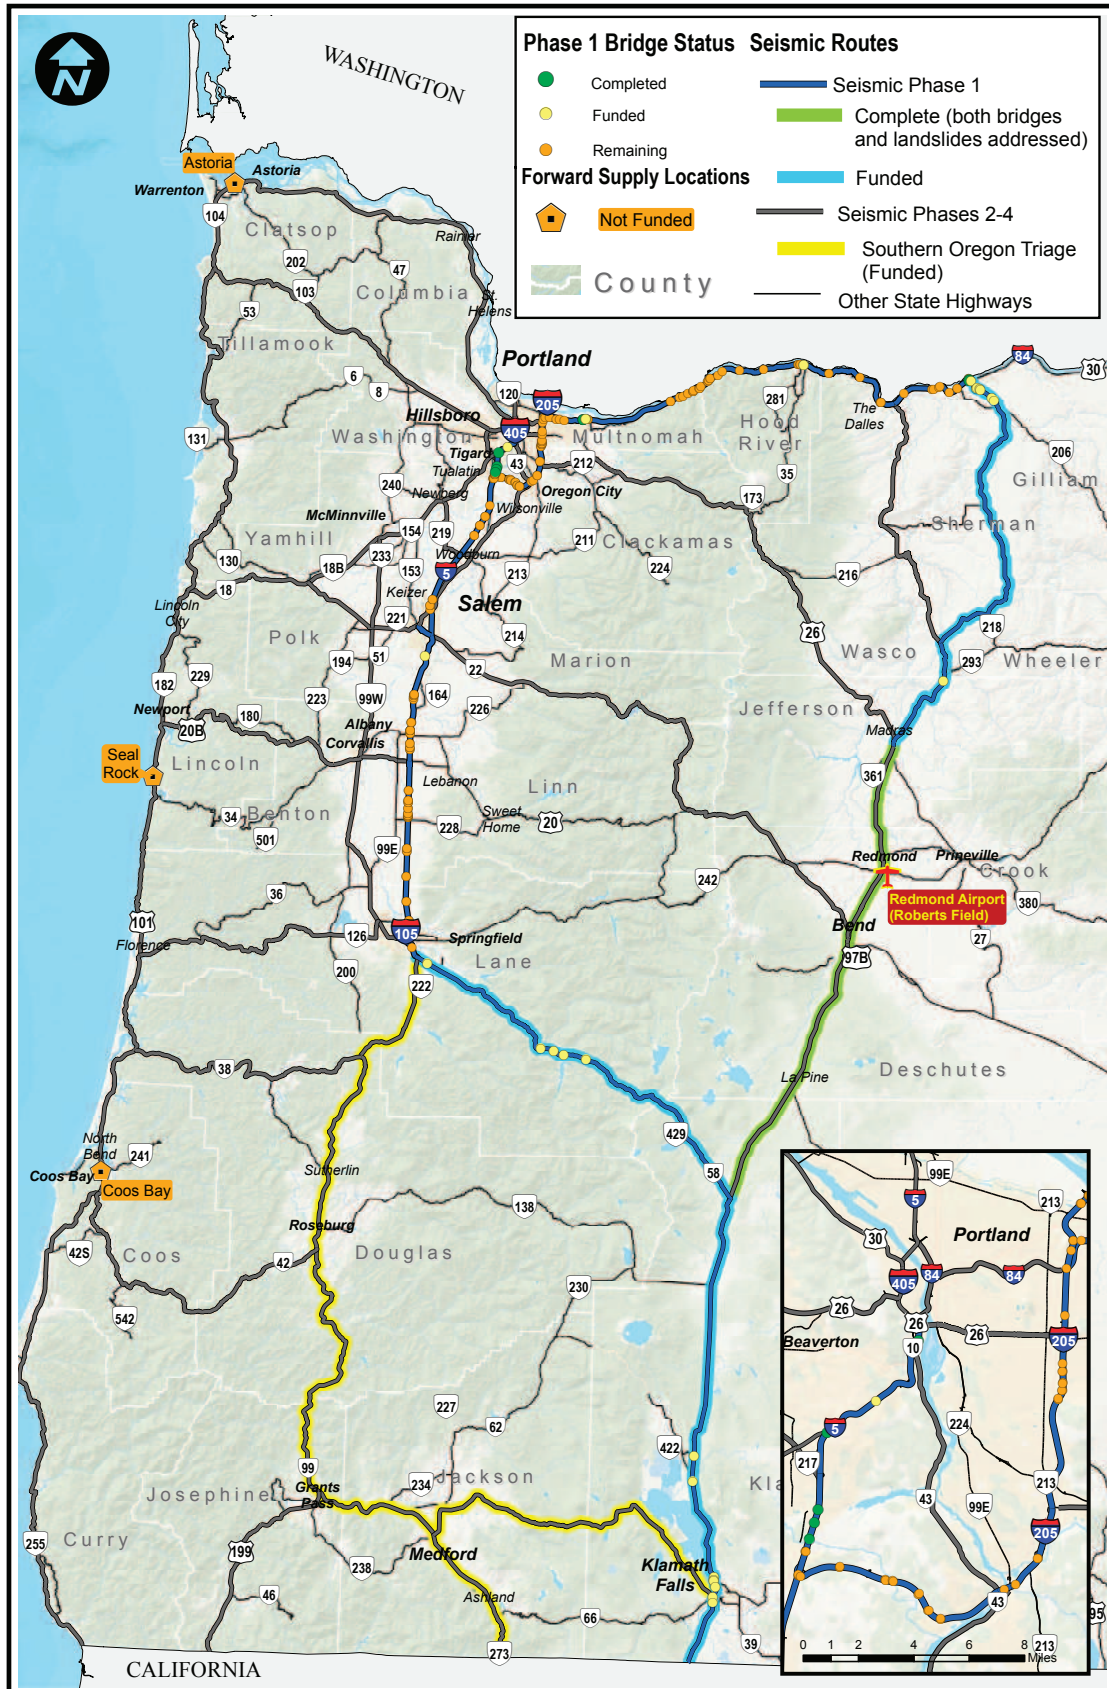 N
WASHINGTON
Phase 1 Bridge Status
Completed
Funded
Remaining
Forward Supply Locations
Not Funded
County
Seismic Routes
Seismic Phase 1
Complete (both bridges
and landslides addressed)
Funded
Seismic Phases 2-4
Southern Oregon Triage
(Funded)
Other State Highways
Astoria
Astoria
Warrenton
104
Clatsop
202
Rainier
47
103
Columbia
St.
Helens
53
Tillamook
Portland
84
30
6
8
120
205
Hillsboro
281
The
Dalles
Hood
River
Washington
405
Multnomah
131
Tigard
43
212
206
Tualatin
35
Gilliam
240
Newberg
Oregon City
173
Wilsonville
McMinnville
154
219
Sherman
Yamhill
233
211
Clackamas
Woodburn
130
18B
153
5
213
224
216
18
Keizer
Lincoln
City
221
Salem
214
26
218
Polk
194
51
22
Marion
Wasco
293
Wheeler
229
182
223
99W
164
226
Jefferson
Newport
180
Albany
Madras
20B
Corvallis
Seal
Rock
Lincoln
361
Lebanon
Linn
34
Benton
Sweet
Home
228
20
501
99E
Redmond
Prineville
242
Crook
36
Redmond Airport
(Roberts Field)
380
101
105
Bend
126
Springfield
27
Florence
Lane
97B
200
222
38
La Pine
Deschutes
North
Bend
241
429
58
Coos Bay
Coos Bay
Sutherlin
138
Roseburg
42S
Coos
42
Douglas
230
542
227
62
422
99
234
Jackson
Kla
Josephine
Grants
Pass
Curry
255
199
Medford
Klamath
Falls
238
46
Ashland
66
39
273
CALIFORNIA
99E
5
213
30
Portland
405
84
84
26
26
26
Beaverton
10
205
5
224
217
213
43
99E
205
43
95
0 1 2 4 6 8
Miles
213